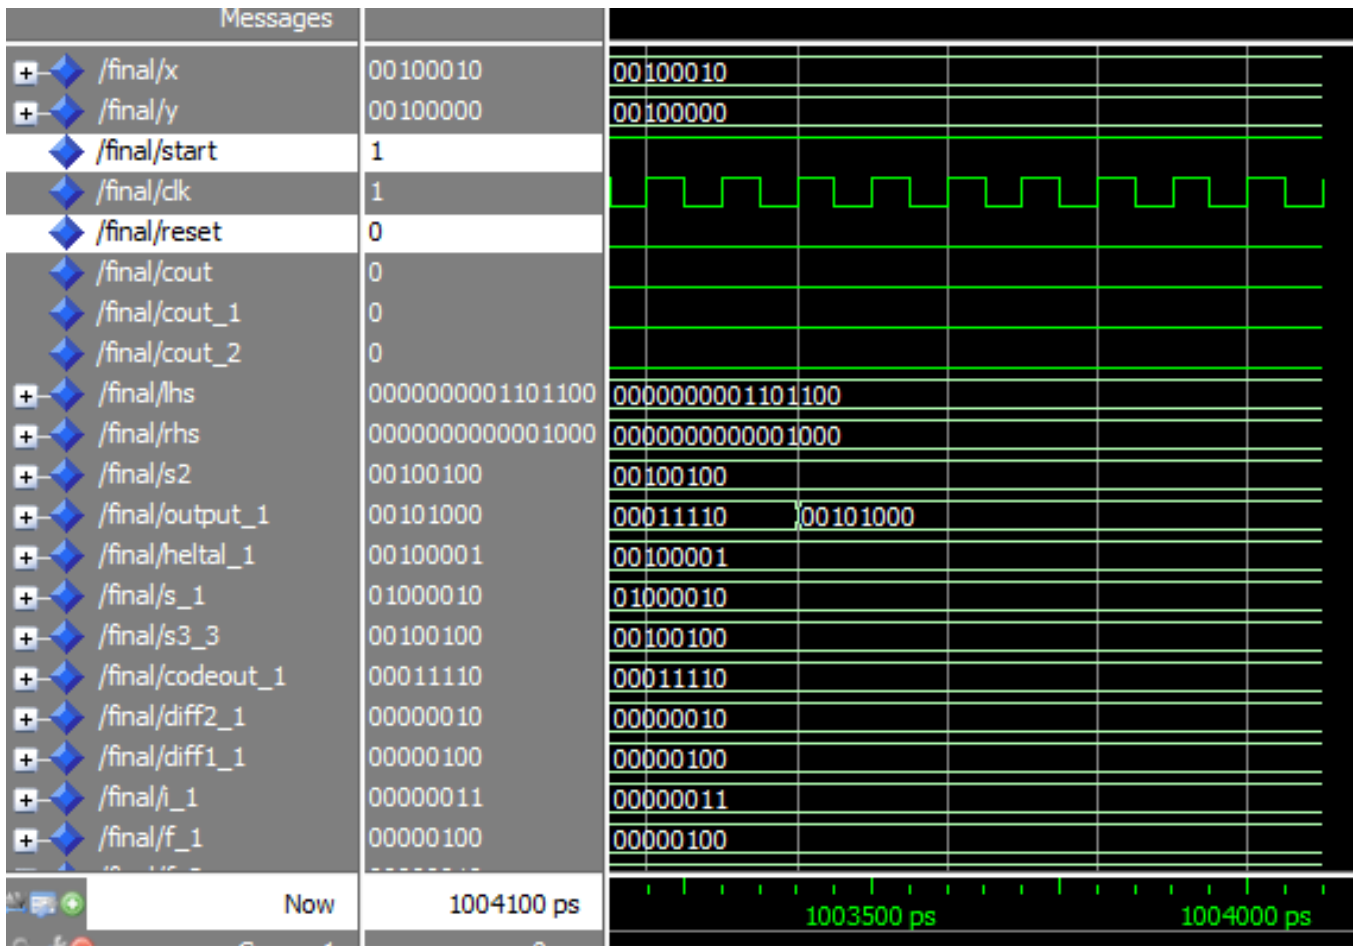 Messages
/final/x 00100010 00100010
/final/y 00100000 00100000
/final/start 1
/final/clk 1
/final/reset 0
/final/cout 0
/final/cout_1 0
/final/cout_2 0
/final/lhs 0000000001101100 0000000001101100
/final/rhs 0000000000001000 0000000000001000
/final/s2 00100100 00100100
/final/output_1 00101000 00011110 00101000
/final/heltal_1 00100001 00100001
/final/s_1 01000010 01000010
/final/s3_3 00100100 00100100
/final/codeout_1 00011110 00011110
/final/diff2_1 00000010 00000010
/final/diff1_1 00000100 00000100
/final/i_1 00000011 00000011
/final/f_1 00000100 00000100
Now 1004100 ps 1003500 ps 1004000 ps